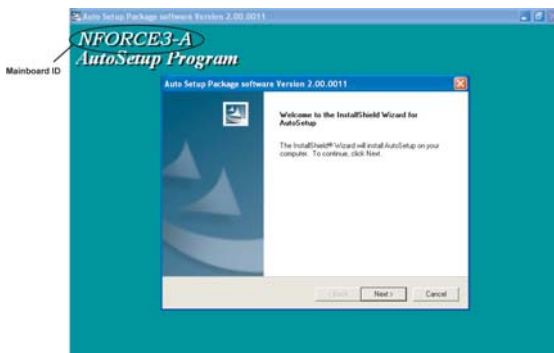 Auto Setup Package software Version 2.00.0011
NFORCE3-A
AutoSetup Program
Mainboard ID
Auto Setup Package software Version 2.00.0011
Welcome to the InstallShield Wizard for
AutoSetup
The InstallShield® Wizard will install AutoSetup on your
computer. To continue, click Next.
< Back
Next >
Cancel